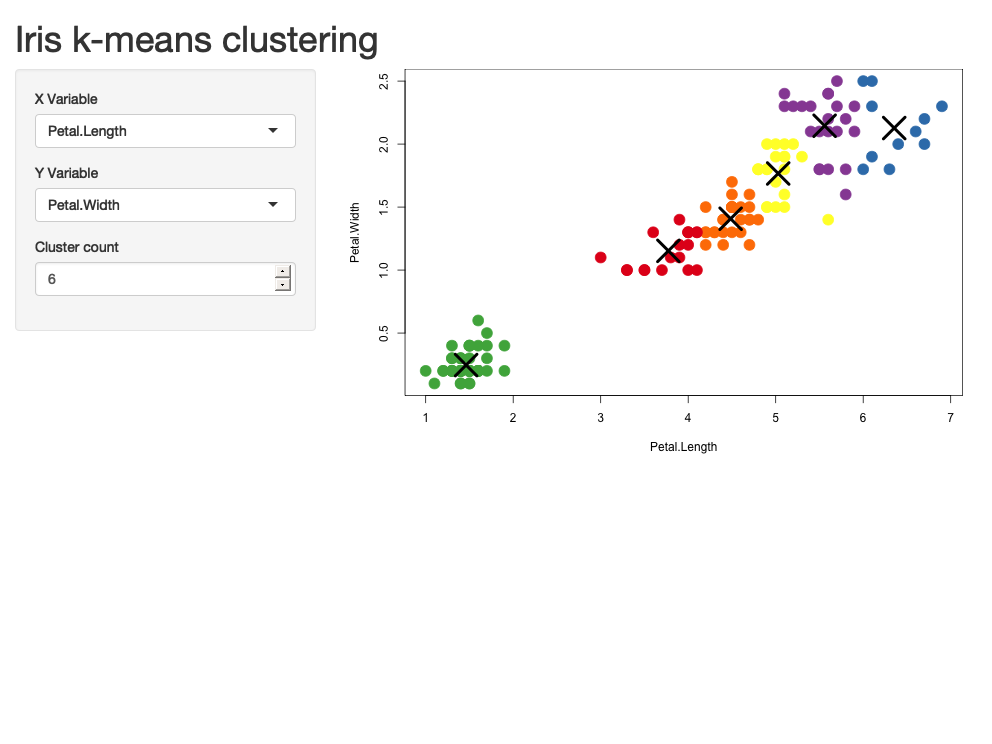 Iris k-means clustering
X Variable
Petal.Length
Y Variable
Petal.Width
Cluster count
6
2.5
2.0
1.5
1.0
0.5
Petal.Width
1 2 3 4 5 6 7
Petal.Length